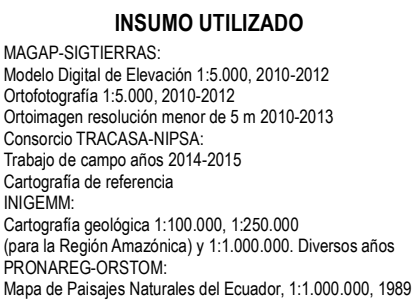 INSUMO UTILIZADO
MAGAP-SIGTIERRAS:
Modelo Digital de Elevación 1:5.000, 2010-2012
Ortofotografía 1:5.000, 2010-2012
Ortoimagen resolución menor de 5 m 2010-2013
Consorcio TRACASA-NIPSA:
Trabajo de campo años 2014-2015
Cartografía de referencia
INIGEMM:
Cartografía geológica 1:100.000, 1:250.000
(para la Región Amazónica) y 1:1.000.000. Diversos años
PRONAREG-ORSTOM:
Mapa de Paisajes Naturales del Ecuador, 1:1.000.000, 1989